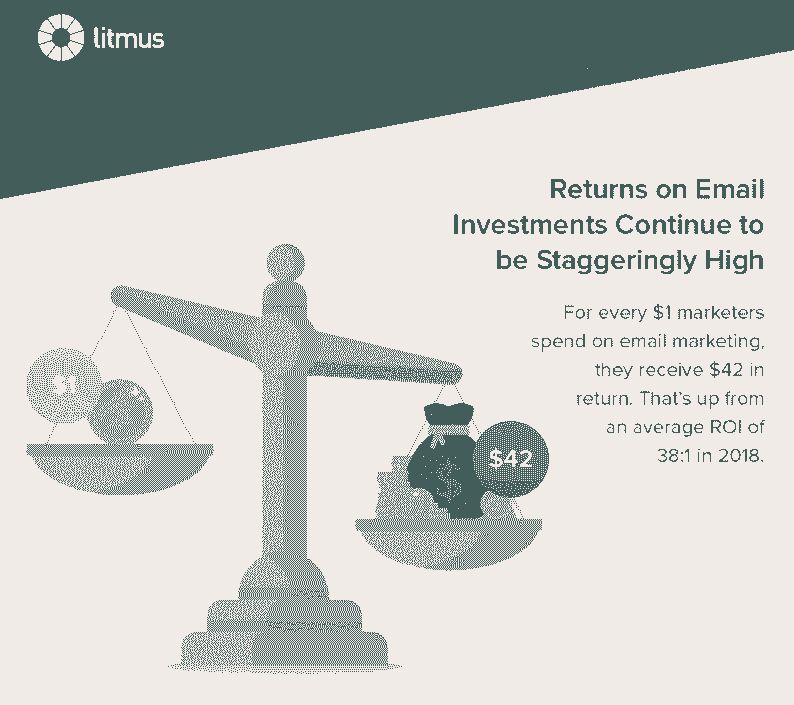 litmus
Returns on Email
Investments Continue to
be Staggeringly High
For every $1 marketers
spend on email marketing,
they receive $42 in
return. That's up from
an average ROI of
38:1 in 2018.
$1
$42
$